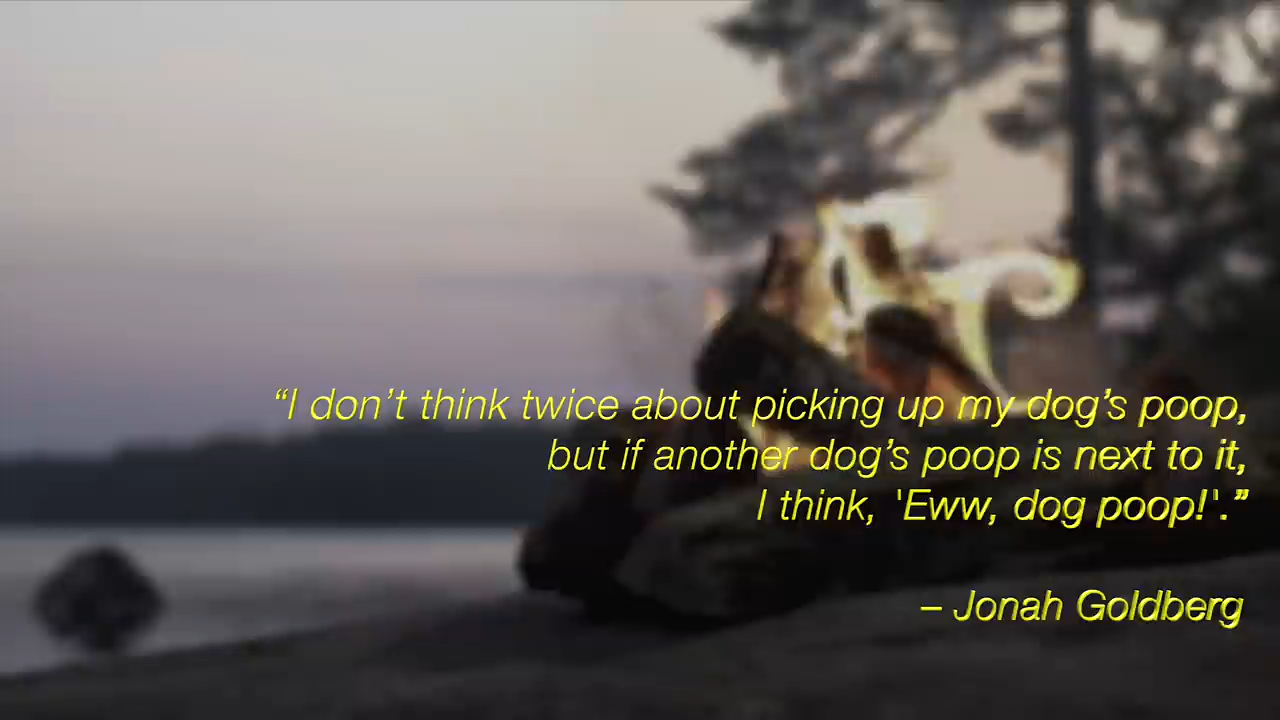 “I don’t think twice about picking up my dog’s poop,
but if another dog’s poop is next to it,
I think, 'Eww, dog poop!'.”
– Jonah Goldberg